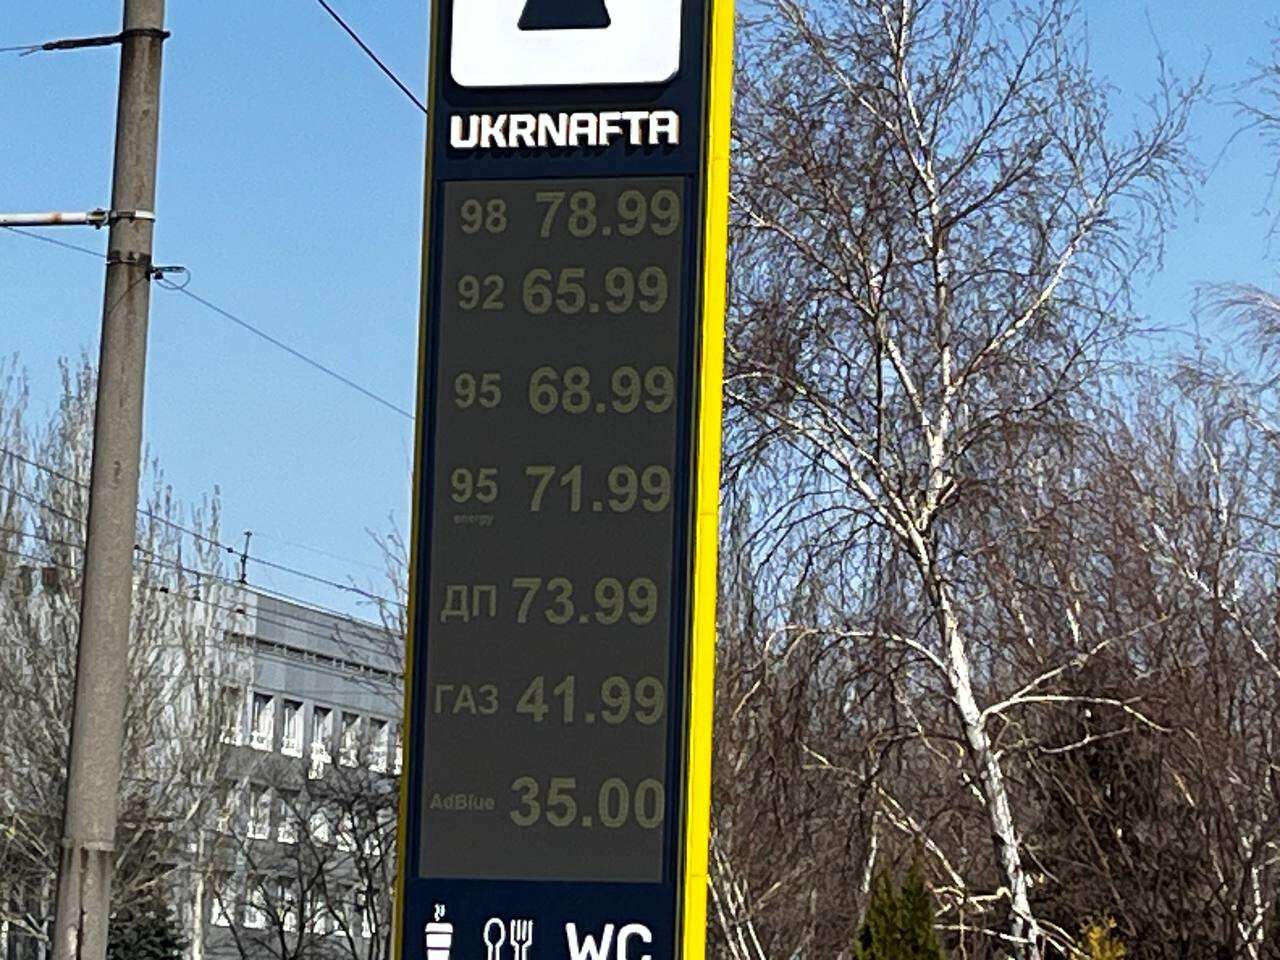 UKRNAFTA
98 78.99
92 65.99
95 68.99
95 71.99
energy
ДП 73.99
ГАЗ 41.99
AdBlue 35.00
WC